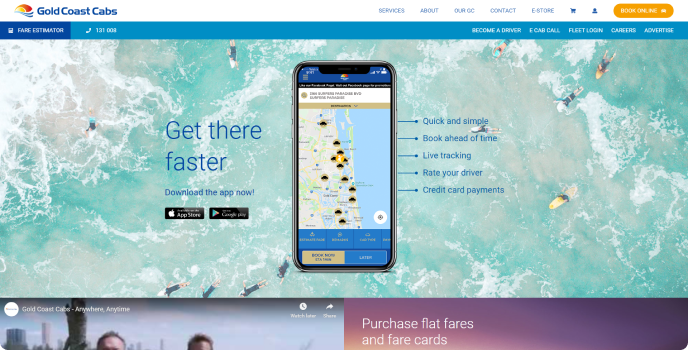 Gold Coast Cabs
SERVICES ABOUT OUR GC CONTACT E-STORE BOOK ONLINE
FARE ESTIMATOR 131 008 BECOME A DRIVER E CAB CALL FLEET LOGIN CAREERS ADVERTISE
Get there
faster
Download the app now!
App Store
Google play
SURFERS PARADISE
BOOK NOW
LATER
Quick and simple
Book ahead of time
Live tracking
Rate your driver
Credit card payments
Gold Coast Cabs - Anywhere, Anytime
Watch later Share
Purchase flat fares
and fare cards